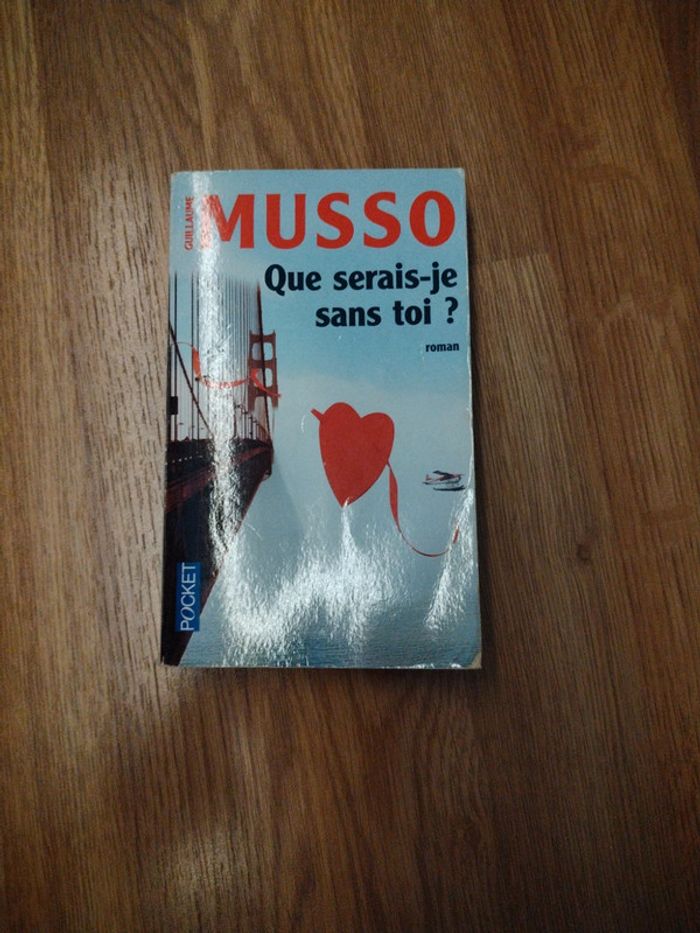 GUILLAUME
MUSSO
Que serais-je
sans toi ?
roman
POCKET